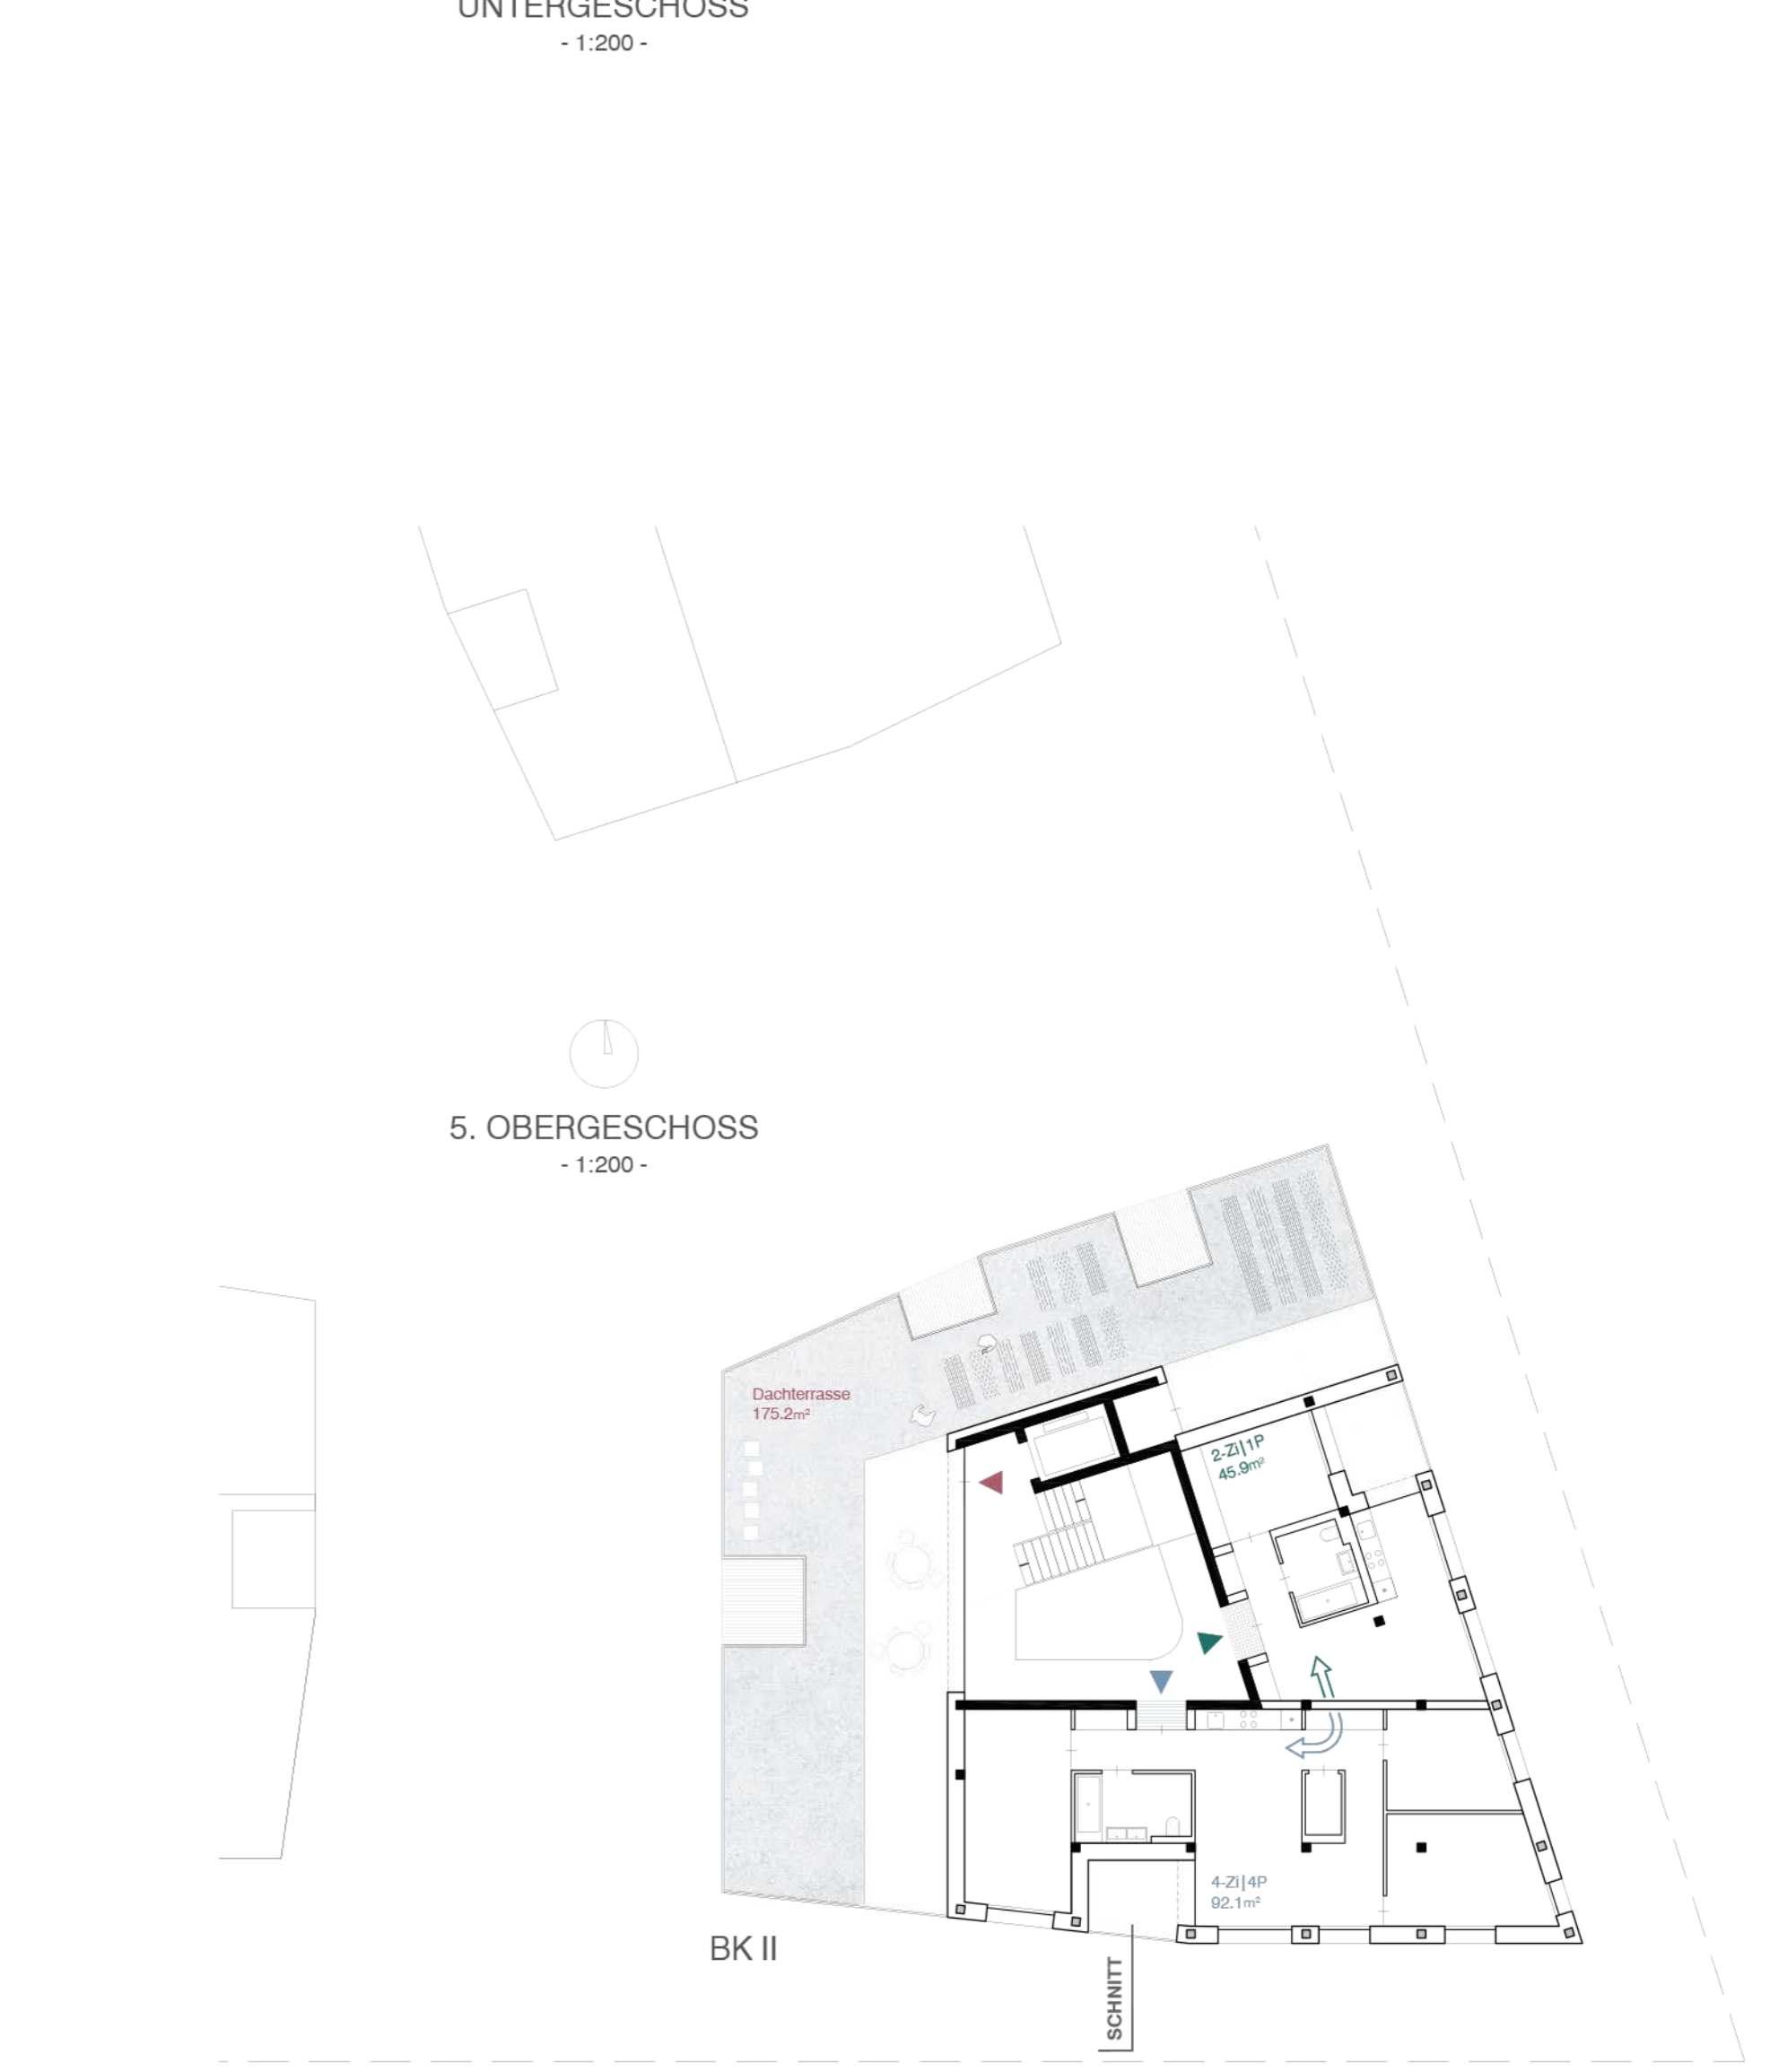 UNTERGESCHOSS
- 1:200 -
5. OBERGESCHOSS
- 1:200 -
Dachterrasse
175.2m²
2-Zi|1P
45.9m²
4-Zi|4P
92.1m²
BK II
SCHNITT